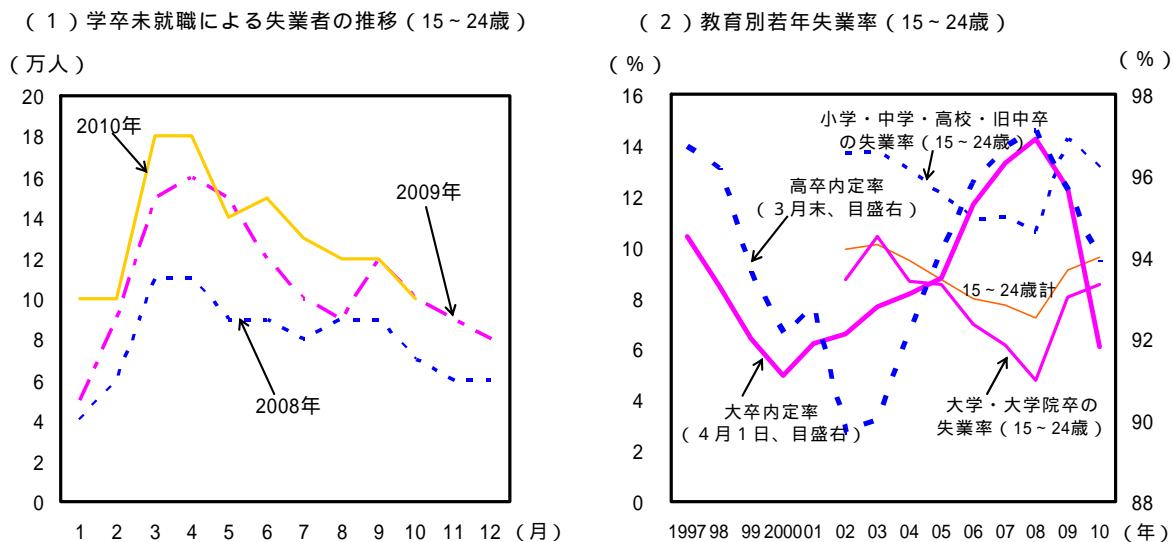 (１)学卒未就職による失業者の推移(15～24歳)
(万人)
20
18
16
14
12
10
8
6
4
2
0
2010年
2009年
2008年
1 2 3 4 5 6 7 8 9 10 11 12 (月)
(２)教育別若年失業率(15～24歳)
(％)
(％)
16
14
12
10
8
6
4
2
0
小学・中学・高校・旧中卒
の失業率(15～24歳)
高卒内定率
(３月末、目盛右)
15～24歳計
大卒内定率
(４月１日、目盛右)
大学・大学院卒の
失業率(15～24歳)
98
96
94
92
90
88
1997 98 99 2000 01 02 03 04 05 06 07 08 09 10 (年)